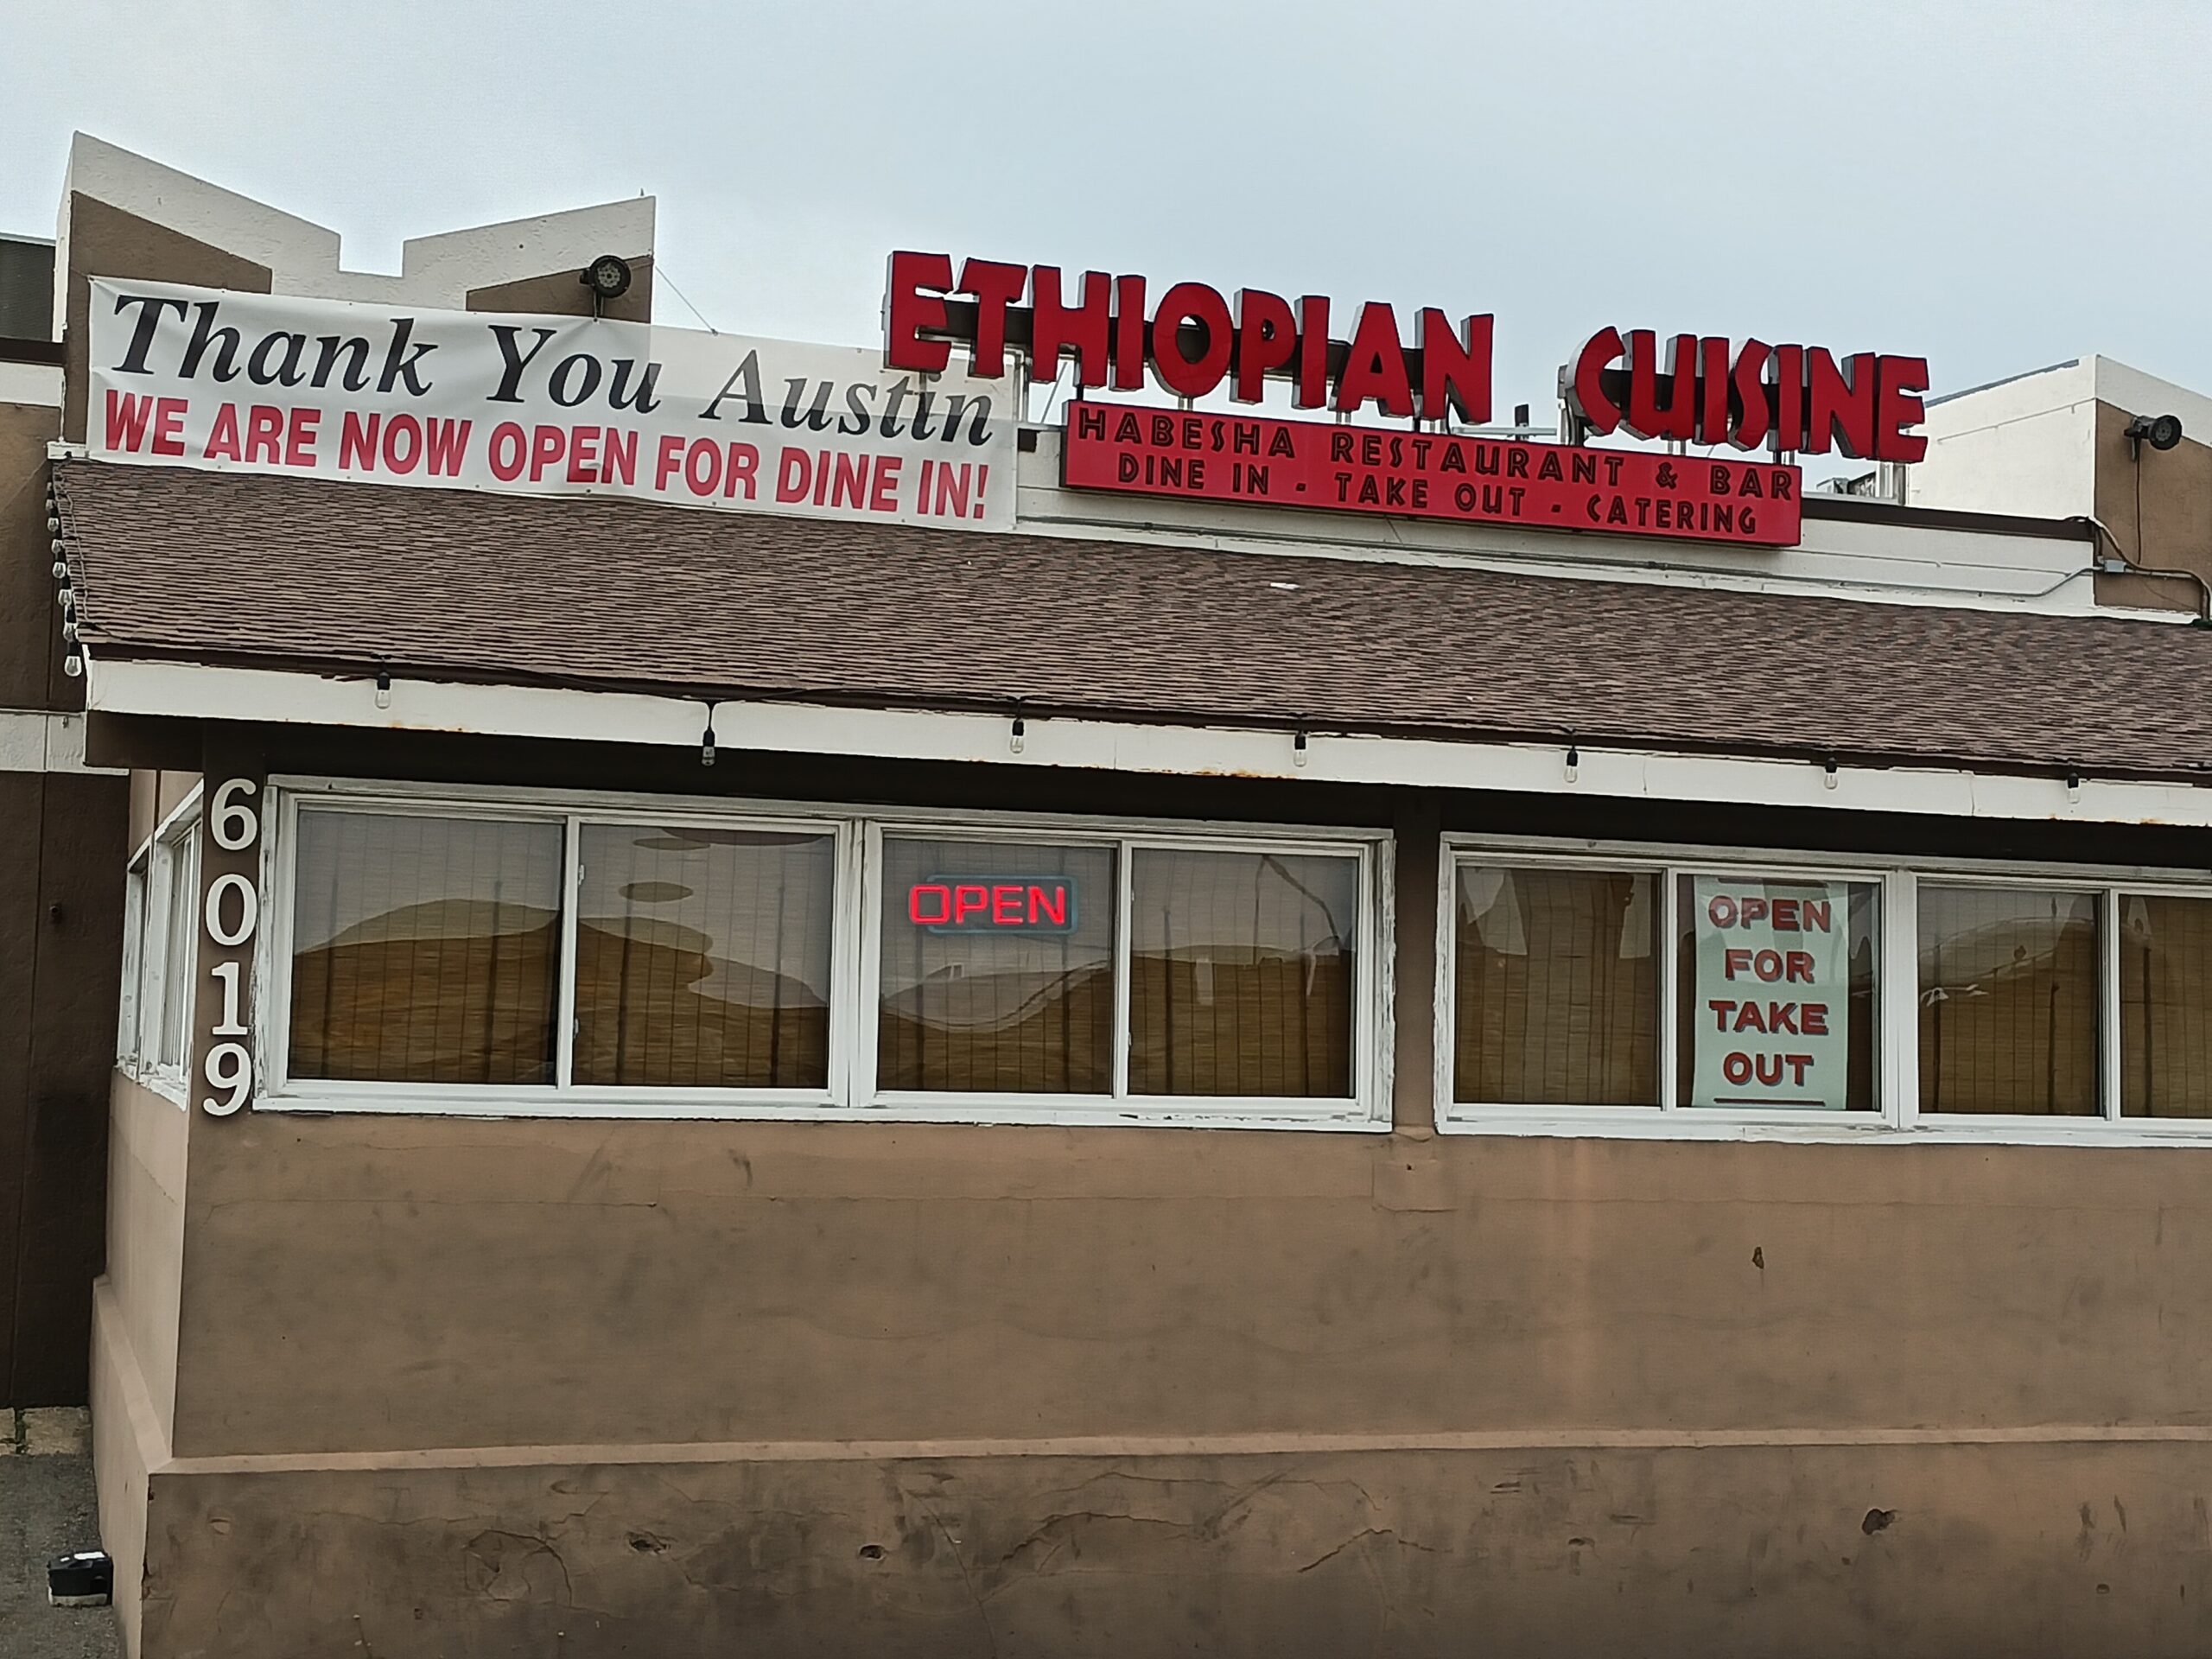 Thank You Austin
WE ARE NOW OPEN FOR DINE IN!
ETHIOPIAN CUISINE
HABESHA RESTAURANT & BAR
DINE IN - TAKE OUT - CATERING
6019
OPEN
OPEN
FOR
TAKE
OUT